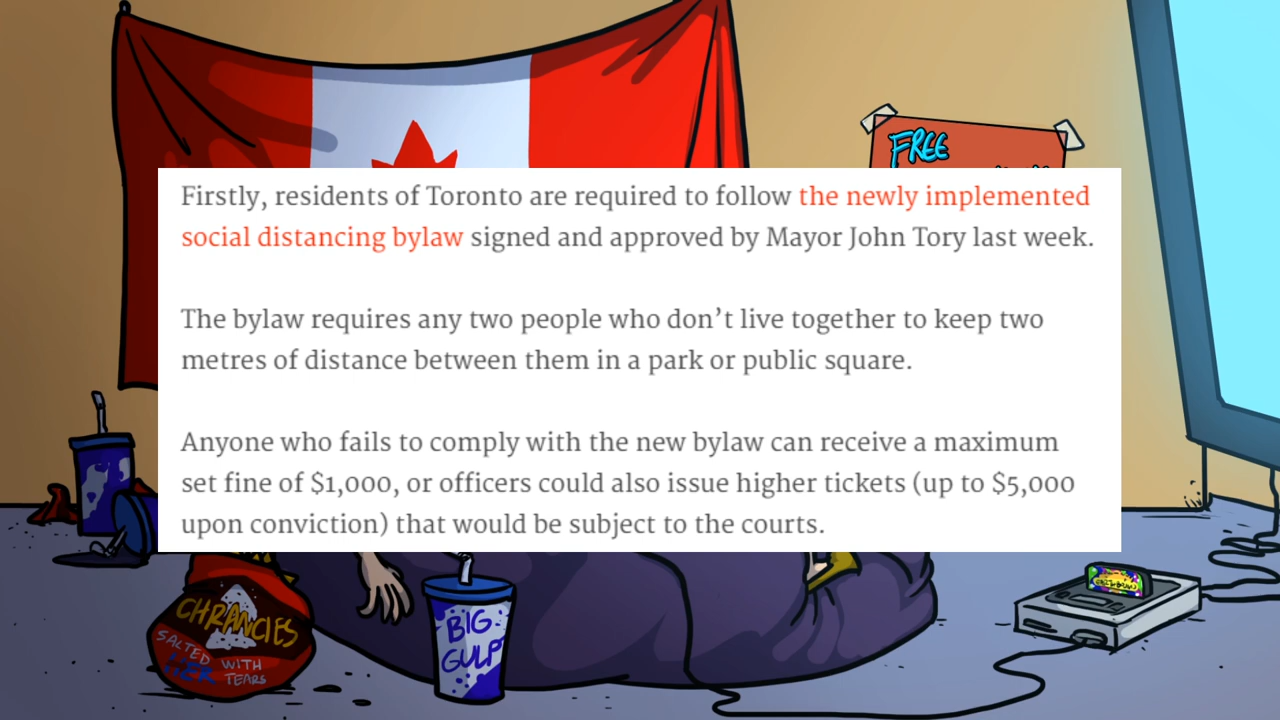 FREE
Firstly, residents of Toronto are required to follow the newly implemented
social distancing bylaw signed and approved by Mayor John Tory last week.
The bylaw requires any two people who don’t live together to keep two
metres of distance between them in a park or public square.
Anyone who fails to comply with the new bylaw can receive a maximum
set fine of $1,000, or officers could also issue higher tickets (up to $5,000
upon conviction) that would be subject to the courts.
CHRANCIES
SALTED WITH
HER TEARS
BIG
GULP